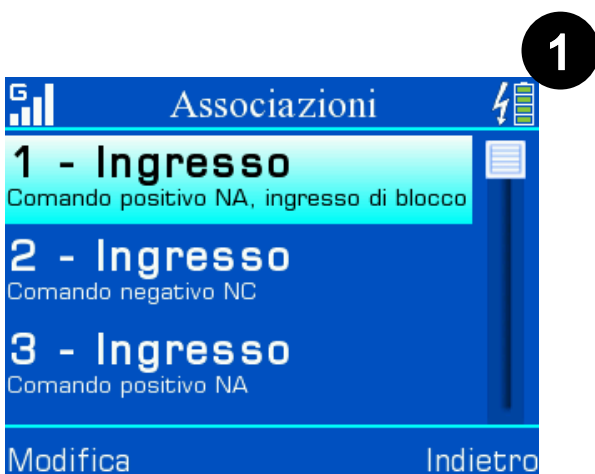 1
G
Associazioni
1 - Ingresso
Comando positivo NA, ingresso di blocco
2 - Ingresso
Comando negativo NC
3 - Ingresso
Comando positivo NA
Modifica Indietro